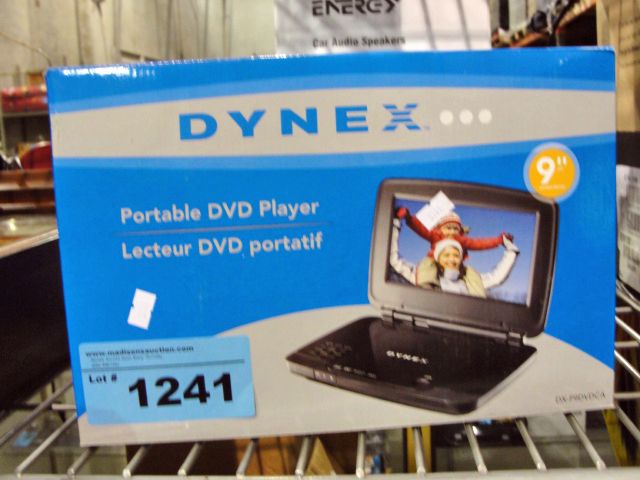 ENERGY
Car Audio Speakers
DYNEX
9"
Portable DVD Player
Lecteur DVD portatif
DYNEX
www.madisonsauction.com
Lot # 1241
DX-P9DVDCA